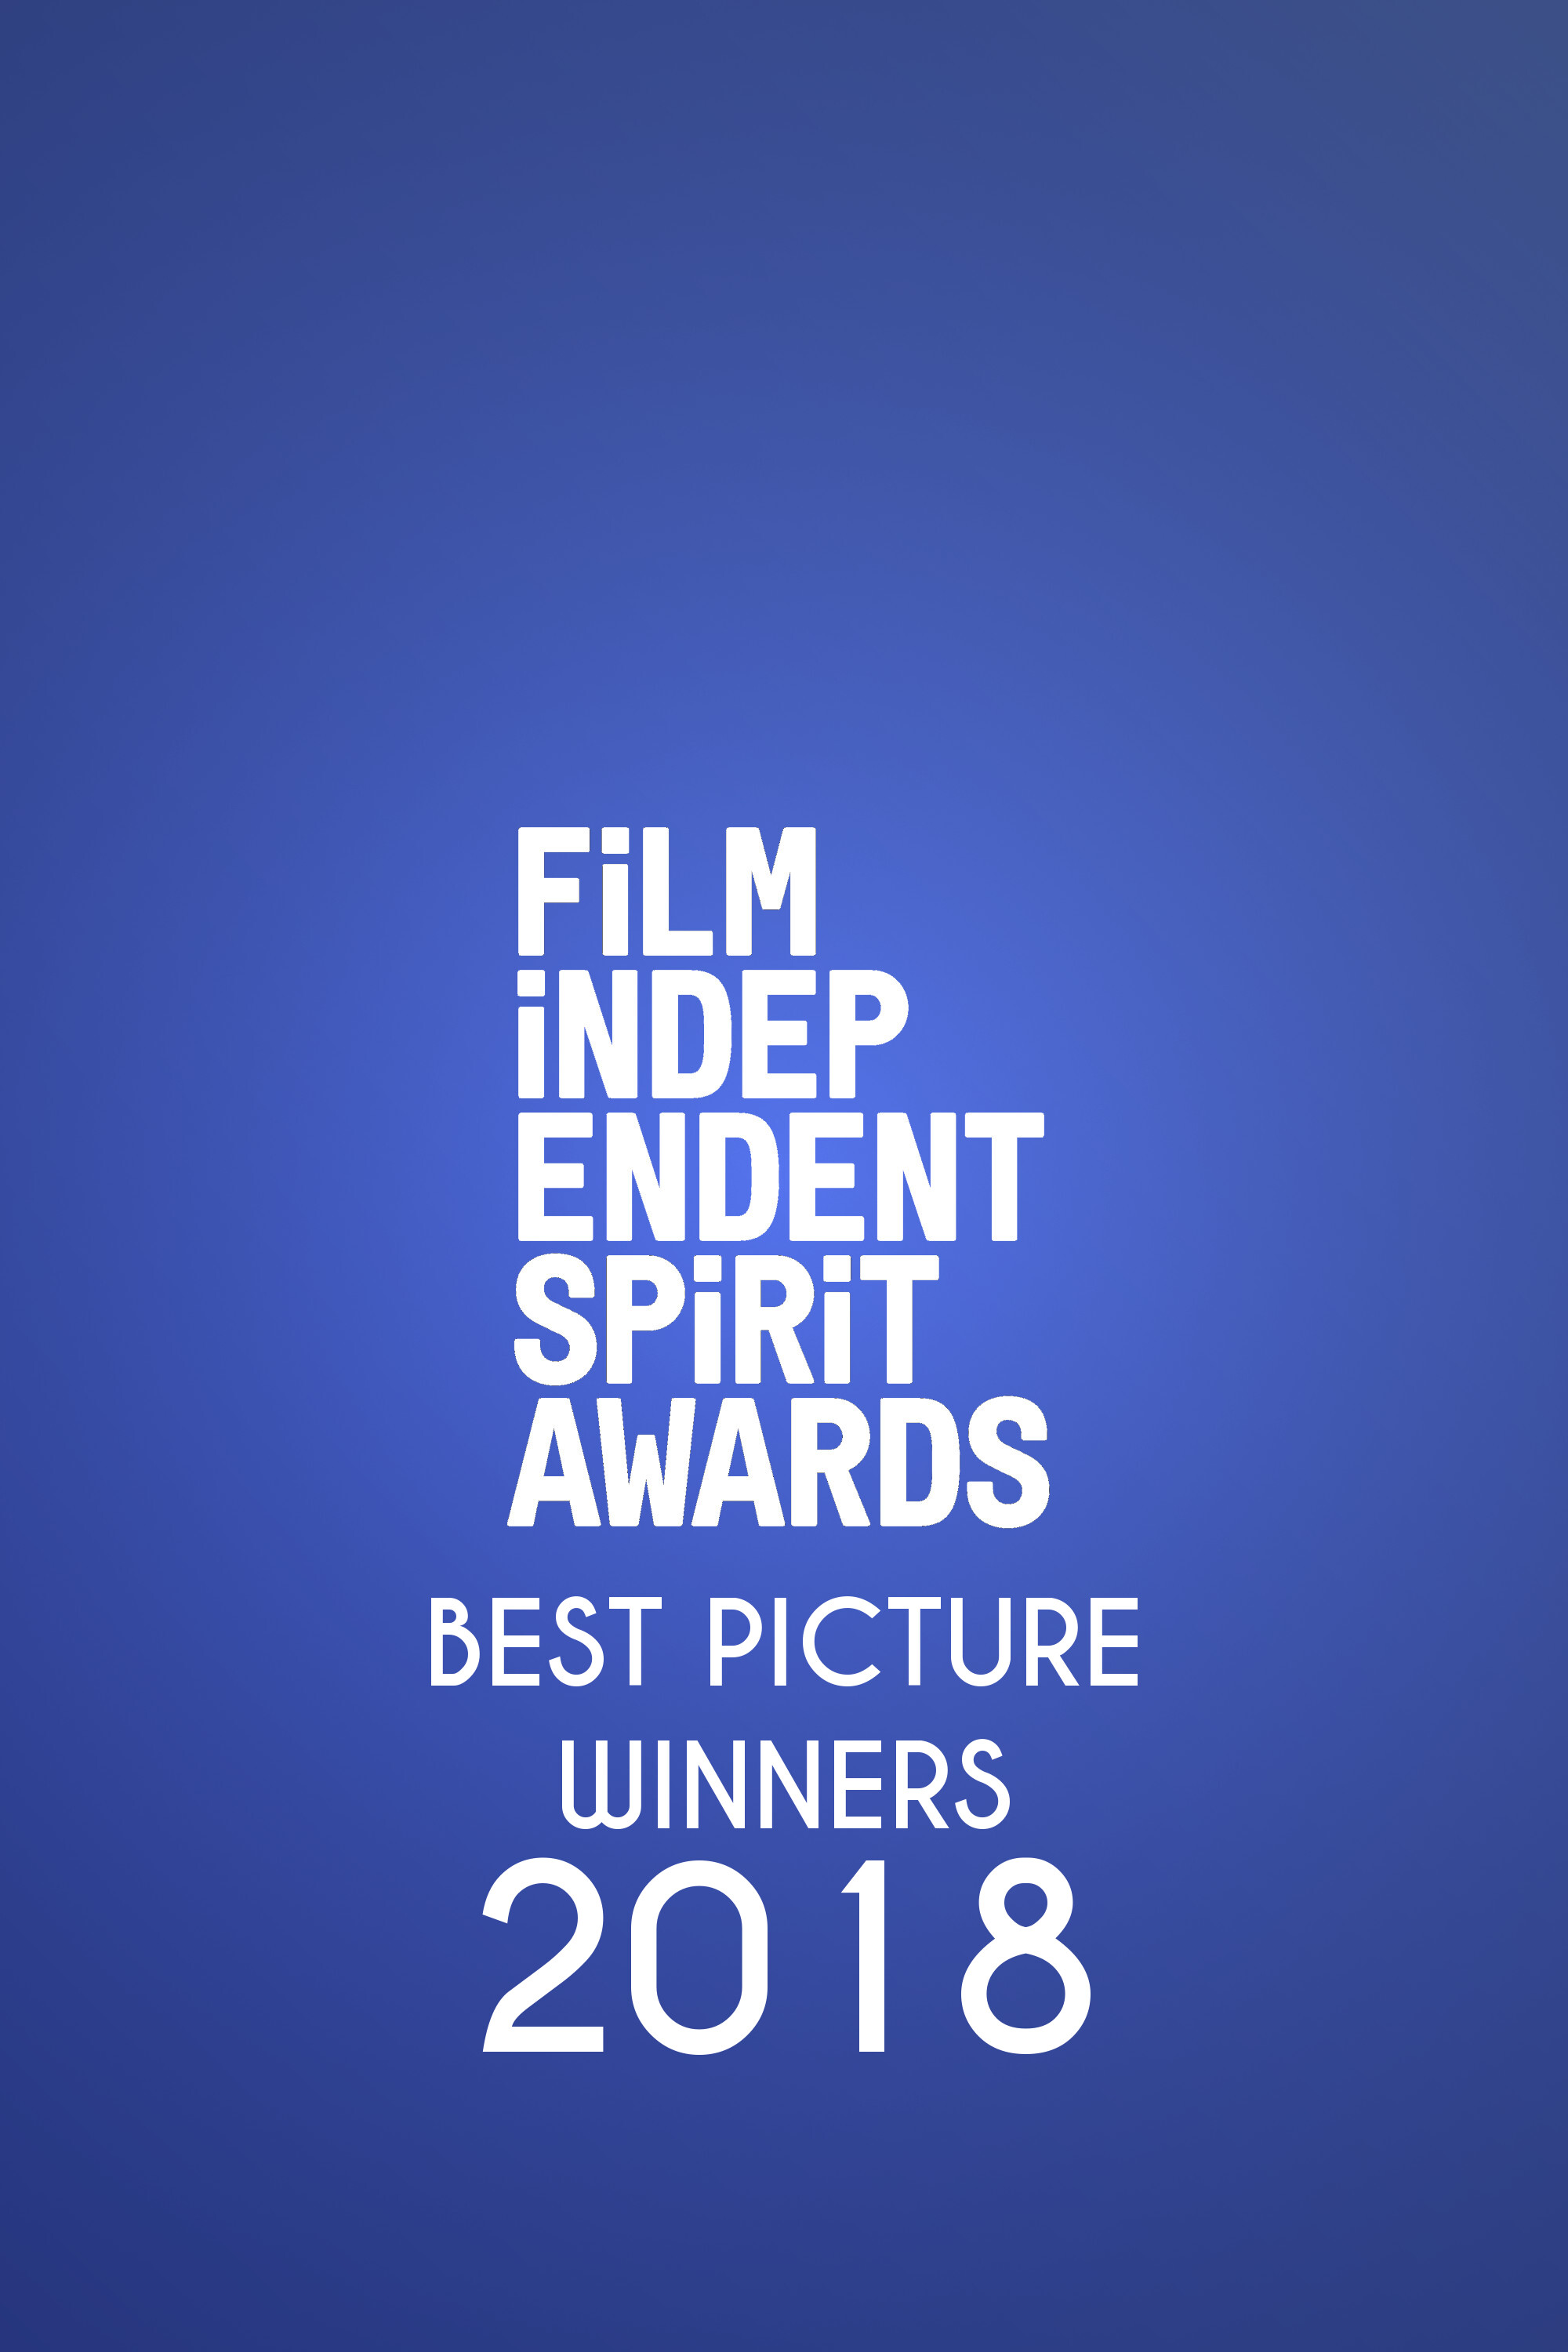 FiLM
iNDEP
ENDENT
SPiRiT
AWARDS
BEST PICTURE
WINNERS
2018